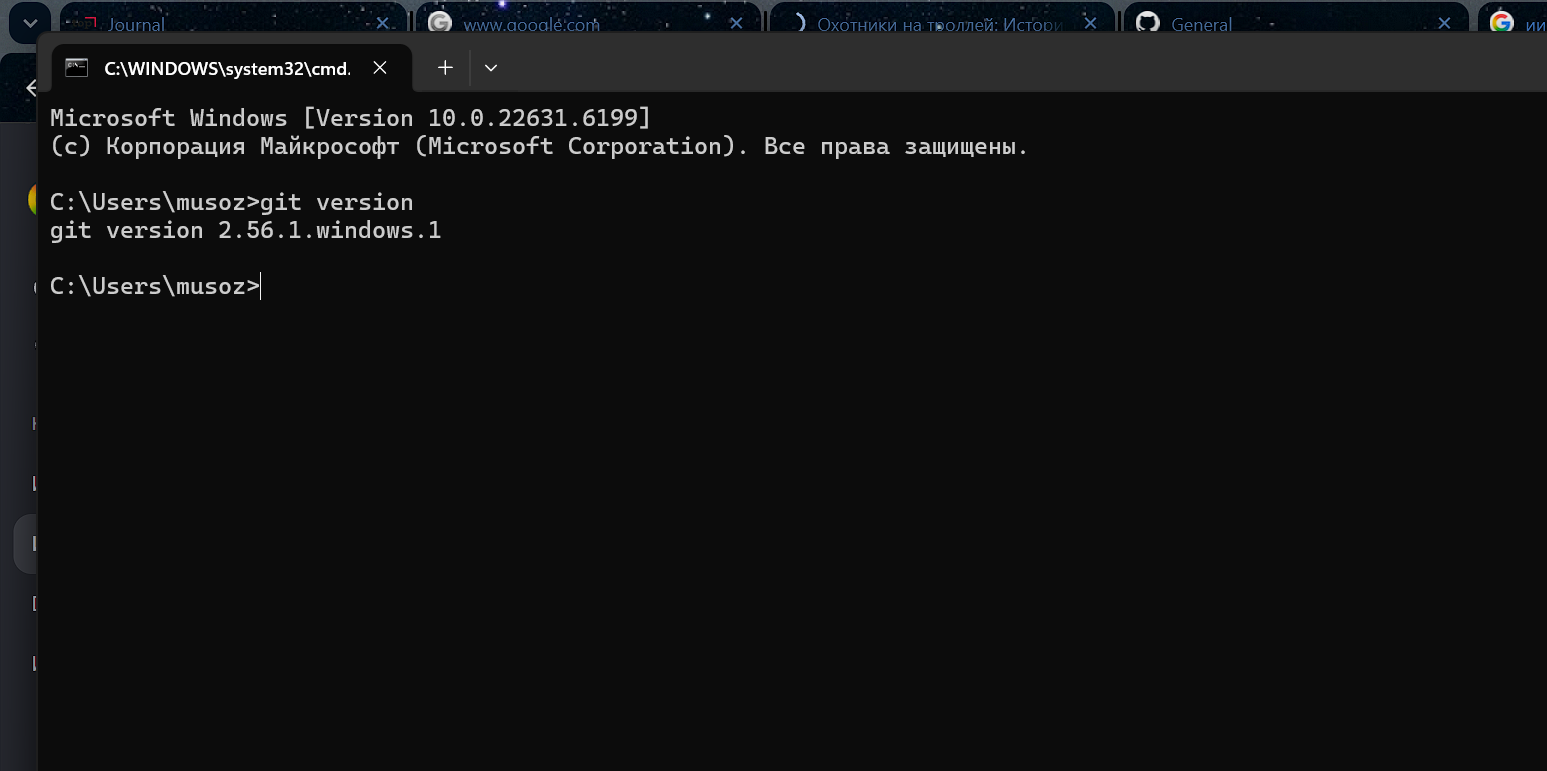 Journal
www.google.com
Охотники на троллей: Истори
General
ии
C:\WINDOWS\system32\cmd.
Microsoft Windows [Version 10.0.22631.6199]
(c) Корпорация Майкрософт (Microsoft Corporation). Все права защищены.
C:\Users\musoz>git version
git version 2.56.1.windows.1
C:\Users\musoz>